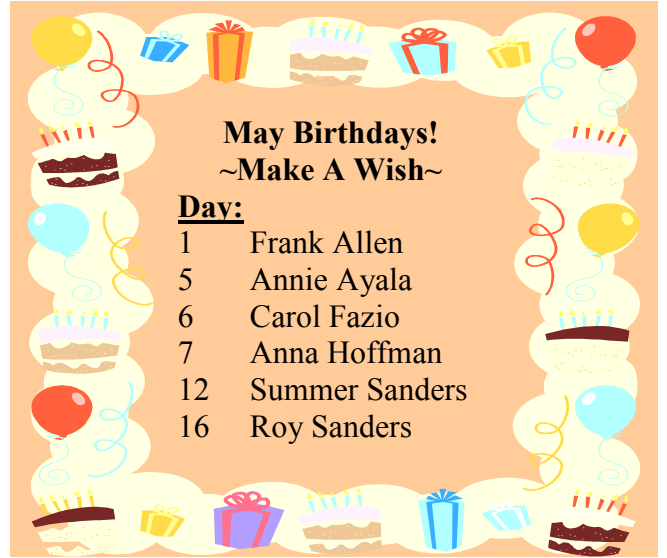 May Birthdays!
~Make A Wish~
Day:
1 Frank Allen
5 Annie Ayala
6 Carol Fazio
7 Anna Hoffman
12 Summer Sanders
16 Roy Sanders